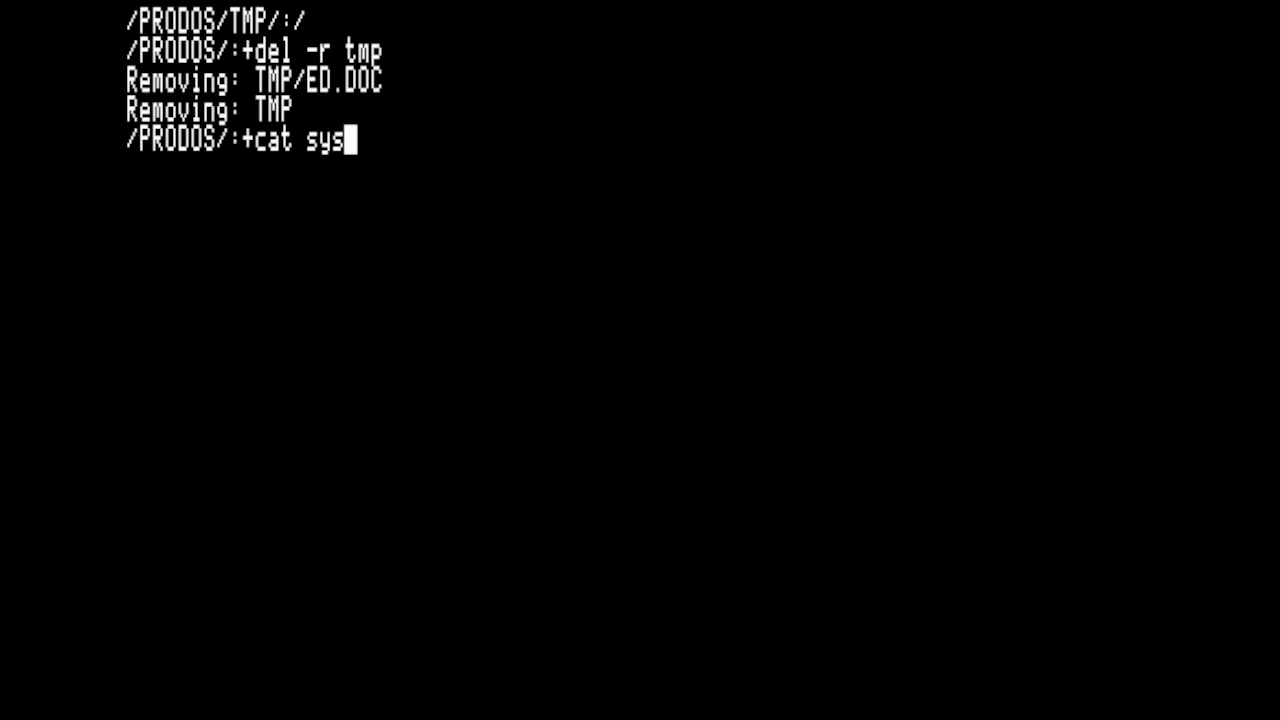 /PRODOS/TMP/:/
/PRODOS/:+del -r tmp
Removing: TMP/ED.DOC
Removing: TMP
/PRODOS/:+cat sys